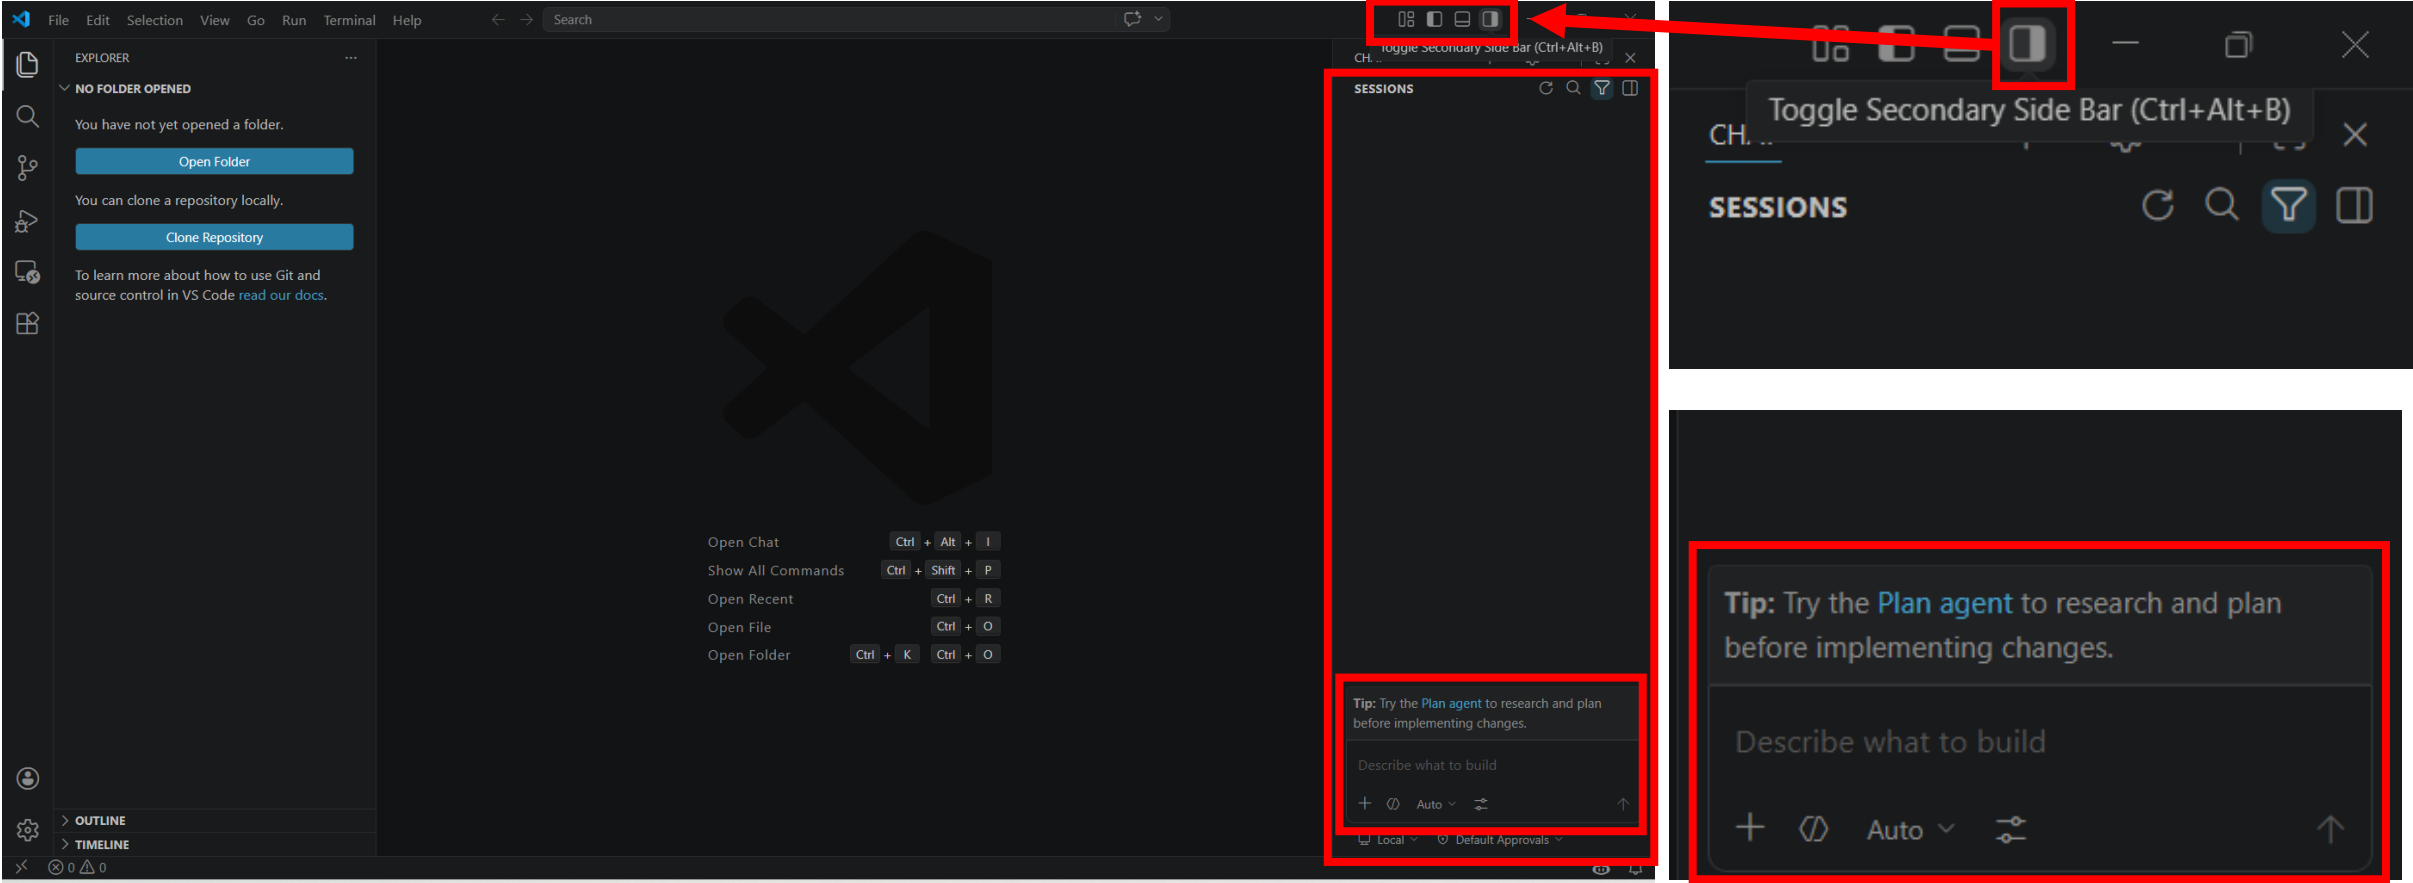 File Edit Selection View Go Run Terminal Help
Search
Toggle Secondary Side Bar (Ctrl+Alt+B)
EXPLORER
NO FOLDER OPENED
You have not yet opened a folder.
Open Folder
You can clone a repository locally.
Clone Repository
To learn more about how to use Git and
source control in VS Code read our docs.
OUTLINE
TIMELINE
0 0
Open Chat Ctrl + Alt + I
Show All Commands Ctrl + Shift + P
Open Recent Ctrl + R
Open File Ctrl + O
Open Folder Ctrl + K Ctrl + O
SESSIONS
Tip: Try the Plan agent to research and plan
before implementing changes.
Describe what to build
Auto
Local Default Approvals
Toggle Secondary Side Bar (Ctrl+Alt+B)
SESSIONS
Tip: Try the Plan agent to research and plan
before implementing changes.
Describe what to build
Auto